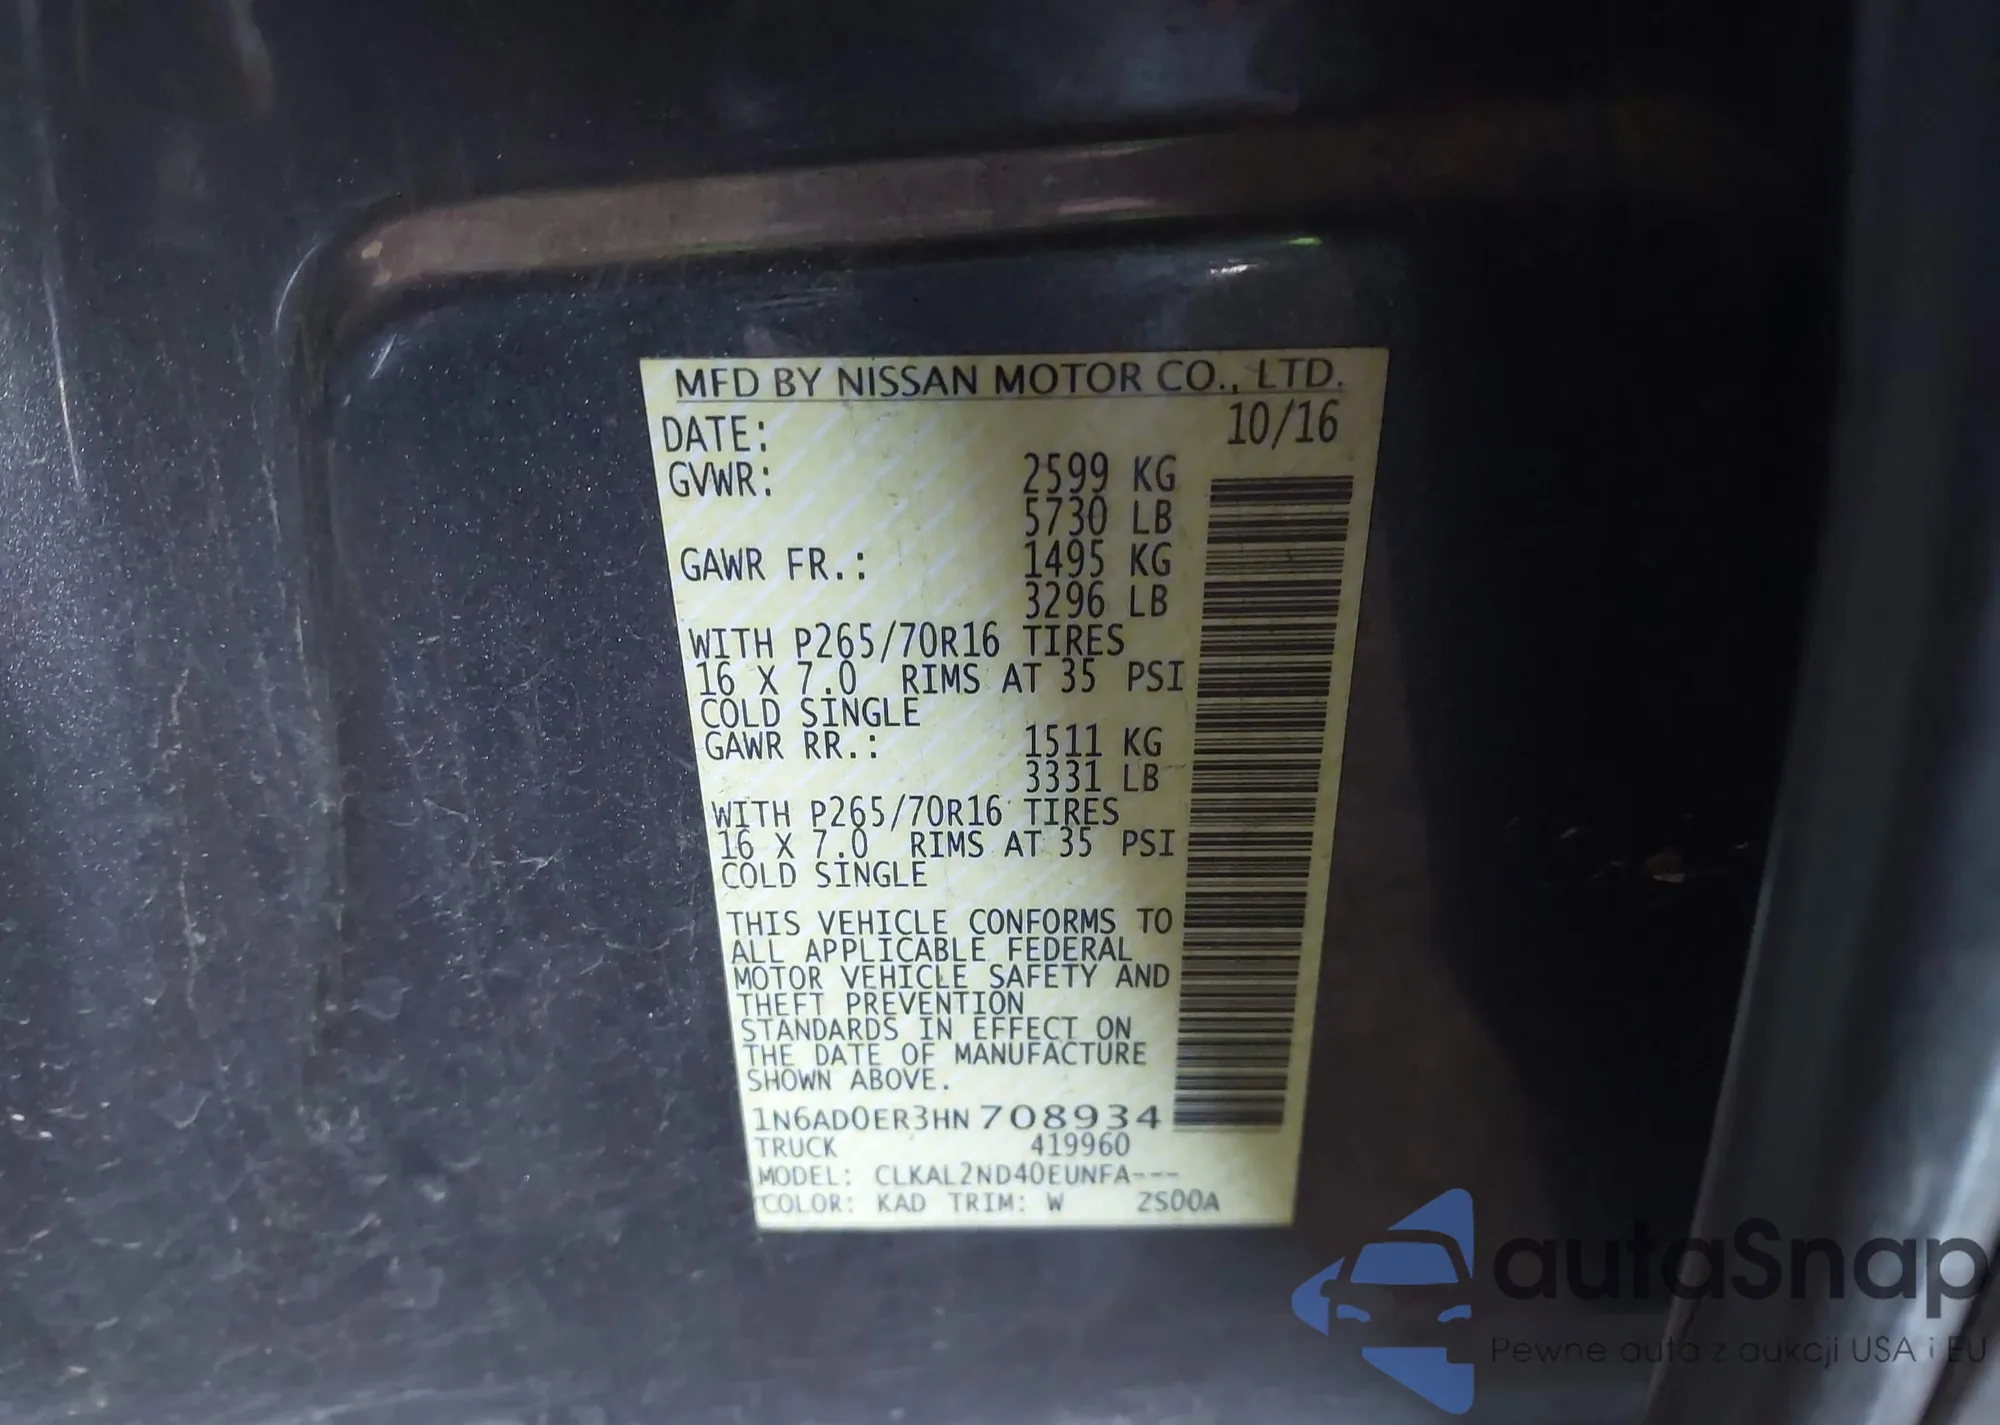 MFD BY NISSAN MOTOR CO., LTD.
DATE: 10/16
GVWR: 2599 KG
5730 LB
GAWR FR.: 1495 KG
3296 LB
WITH P265/70R16 TIRES
16 X 7.0 RIMS AT 35 PSI
COLD SINGLE
GAWR RR.: 1511 KG
3331 LB
WITH P265/70R16 TIRES
16 X 7.0 RIMS AT 35 PSI
COLD SINGLE
THIS VEHICLE CONFORMS TO
ALL APPLICABLE FEDERAL
MOTOR VEHICLE SAFETY AND
THEFT PREVENTION
STANDARDS IN EFFECT ON
THE DATE OF MANUFACTURE
SHOWN ABOVE.
1N6AD0ER3HN708934
TRUCK 419960
MODEL: CLKAL2ND40EUNFA---
COLOR: KAD TRIM: W 2S00A
autaSnap
Pewne auta z aukcji USA i EU